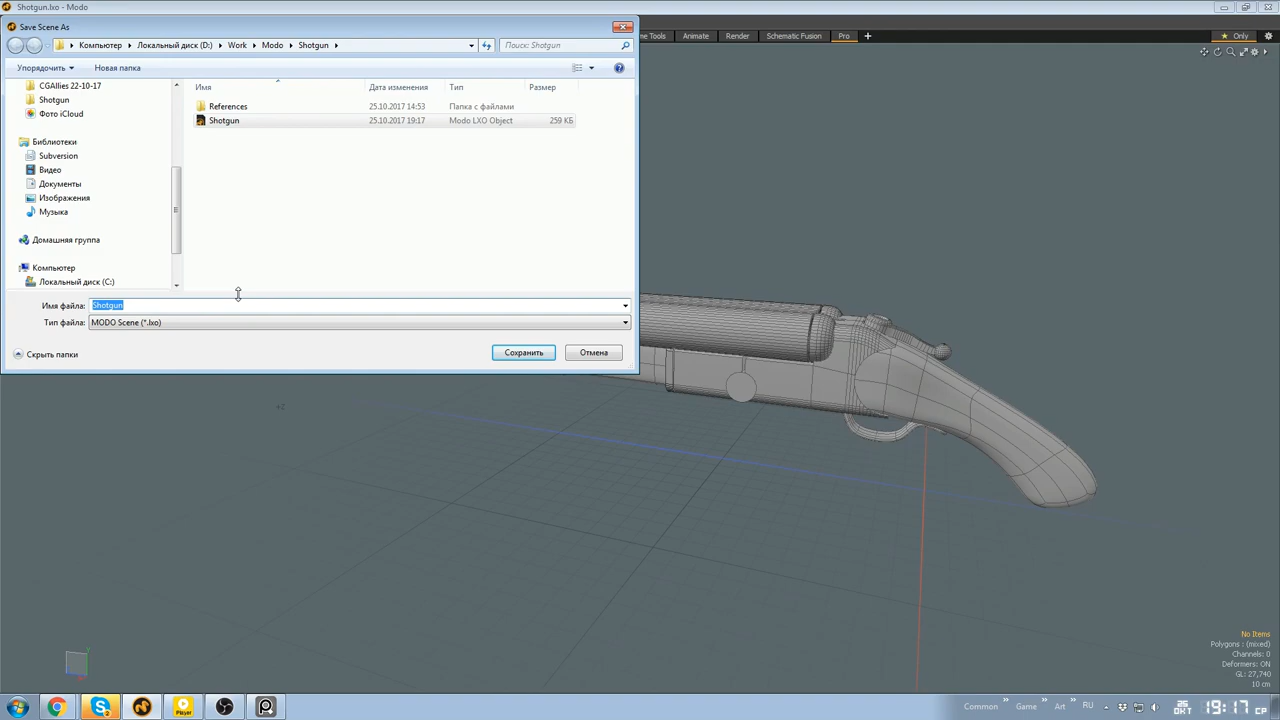 Shotgun.lxo - Modo
Save Scene As
Компьютер ▸ Локальный диск (D:) ▸ Work ▸ Modo ▸ Shotgun ▸
Поиск: Shotgun
Animate
Render
Schematic Fusion
Pro
Only
Упорядочить
Новая папка
Имя
Дата изменения
Тип
Размер
CGAllies 22-10-17
Shotgun
Фото iCloud
References 25.10.2017 14:53 Папка с файлами
Shotgun 25.10.2017 19:17 Modo LXO Object 259 КБ
Библиотеки
Subversion
Видео
Документы
Изображения
Музыка
Домашняя группа
Компьютер
Локальный диск (C:)
Имя файла: Shotgun
Тип файла: MODO Scene (*.lxo)
Скрыть папки
Сохранить
Отмена
No Items
Polygons : (mixed)
Channels: 0
Deformers: ON
GL: 27,740
10 cm
Player
Common
Game
Art
RU
25 ОКТ
19:17 СР